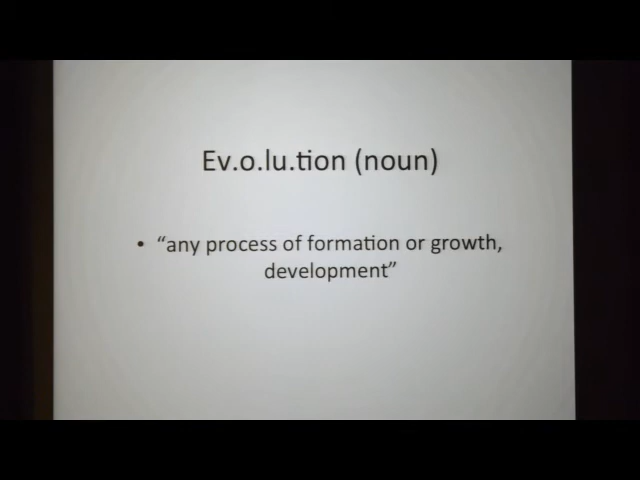 Ev.o.lu.tion (noun)
• “any process of formation or growth,
development”